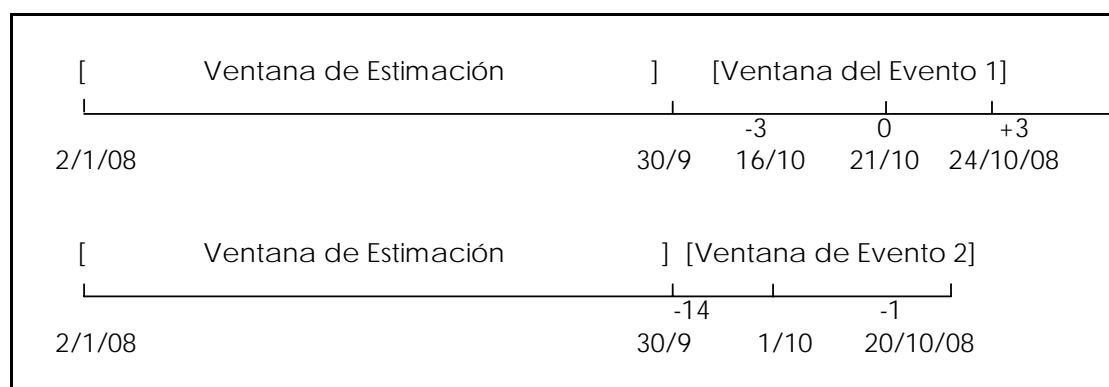 [ Ventana de Estimación ] [Ventana del Evento 1]
-3 0 +3
2/1/08 30/9 16/10 21/10 24/10/08
[ Ventana de Estimación ] [Ventana de Evento 2]
-14 -1
2/1/08 30/9 1/10 20/10/08